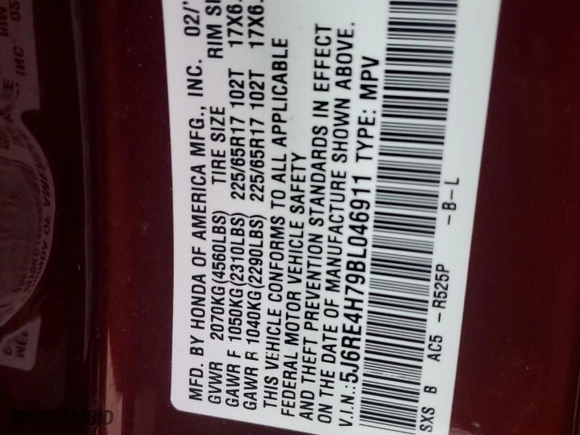 MFD. BY HONDA OF AMERICA MFG., INC. 02/
GVWR 2070KG(4560LBS) TIRE SIZE RIM SI
GAWR F 1050KG(2310LBS) 225/65R17 102T 17X6.
GAWR R 1040KG(2290LBS) 225/65R17 102T 17X6.
THIS VEHICLE CONFORMS TO ALL APPLICABLE
FEDERAL MOTOR VEHICLE SAFETY
AND THEFT PREVENTION STANDARDS IN EFFECT
ON THE DATE OF MANUFACTURE SHOWN ABOVE.
V.I.N.:5J6RE4H79BL046911 TYPE: MPV
SXS B AC5 -R525P -B-L